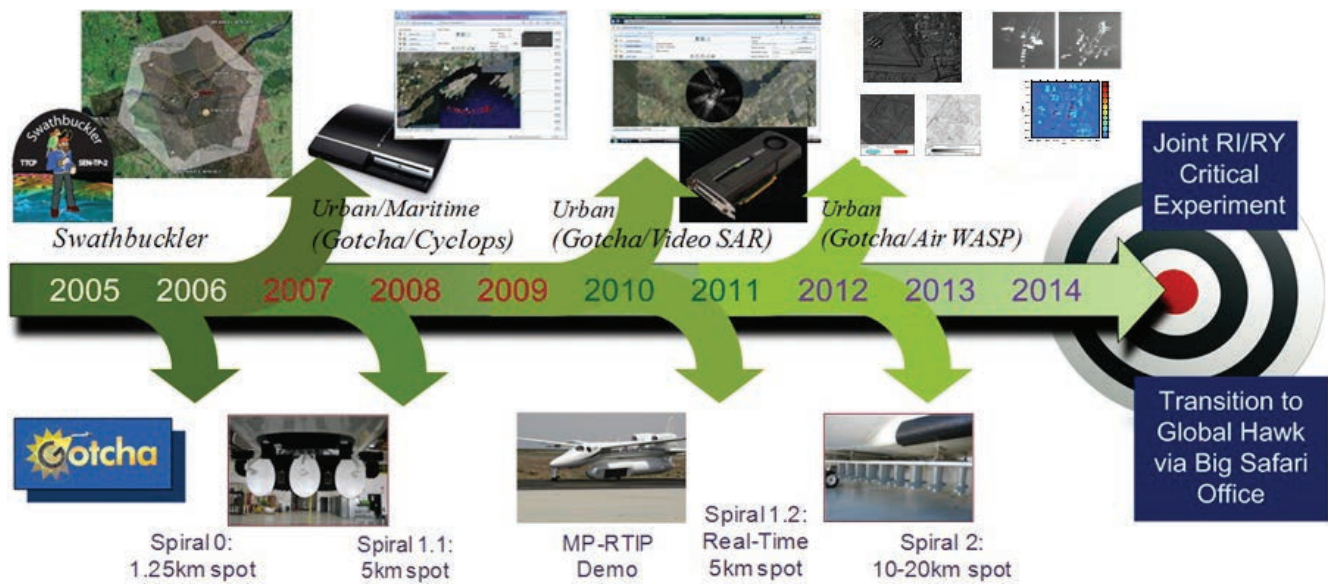 Swathbuckler
TTCP
SEN-TP-2
Swathbuckler
Urban/Maritime
(Gotcha/Cyclops)
Urban
(Gotcha/Video SAR)
Urban
(Gotcha/Air WASP)
Joint RI/RY
Critical
Experiment
2005 2006 2007 2008 2009 2010 2011 2012 2013 2014
Gotcha
Spiral 0:
1.25km spot
Spiral 1.1:
5km spot
MP-RTIP
Demo
Spiral 1.2:
Real-Time
5km spot
Spiral 2:
10-20km spot
Transition to
Global Hawk
via Big Safari
Office